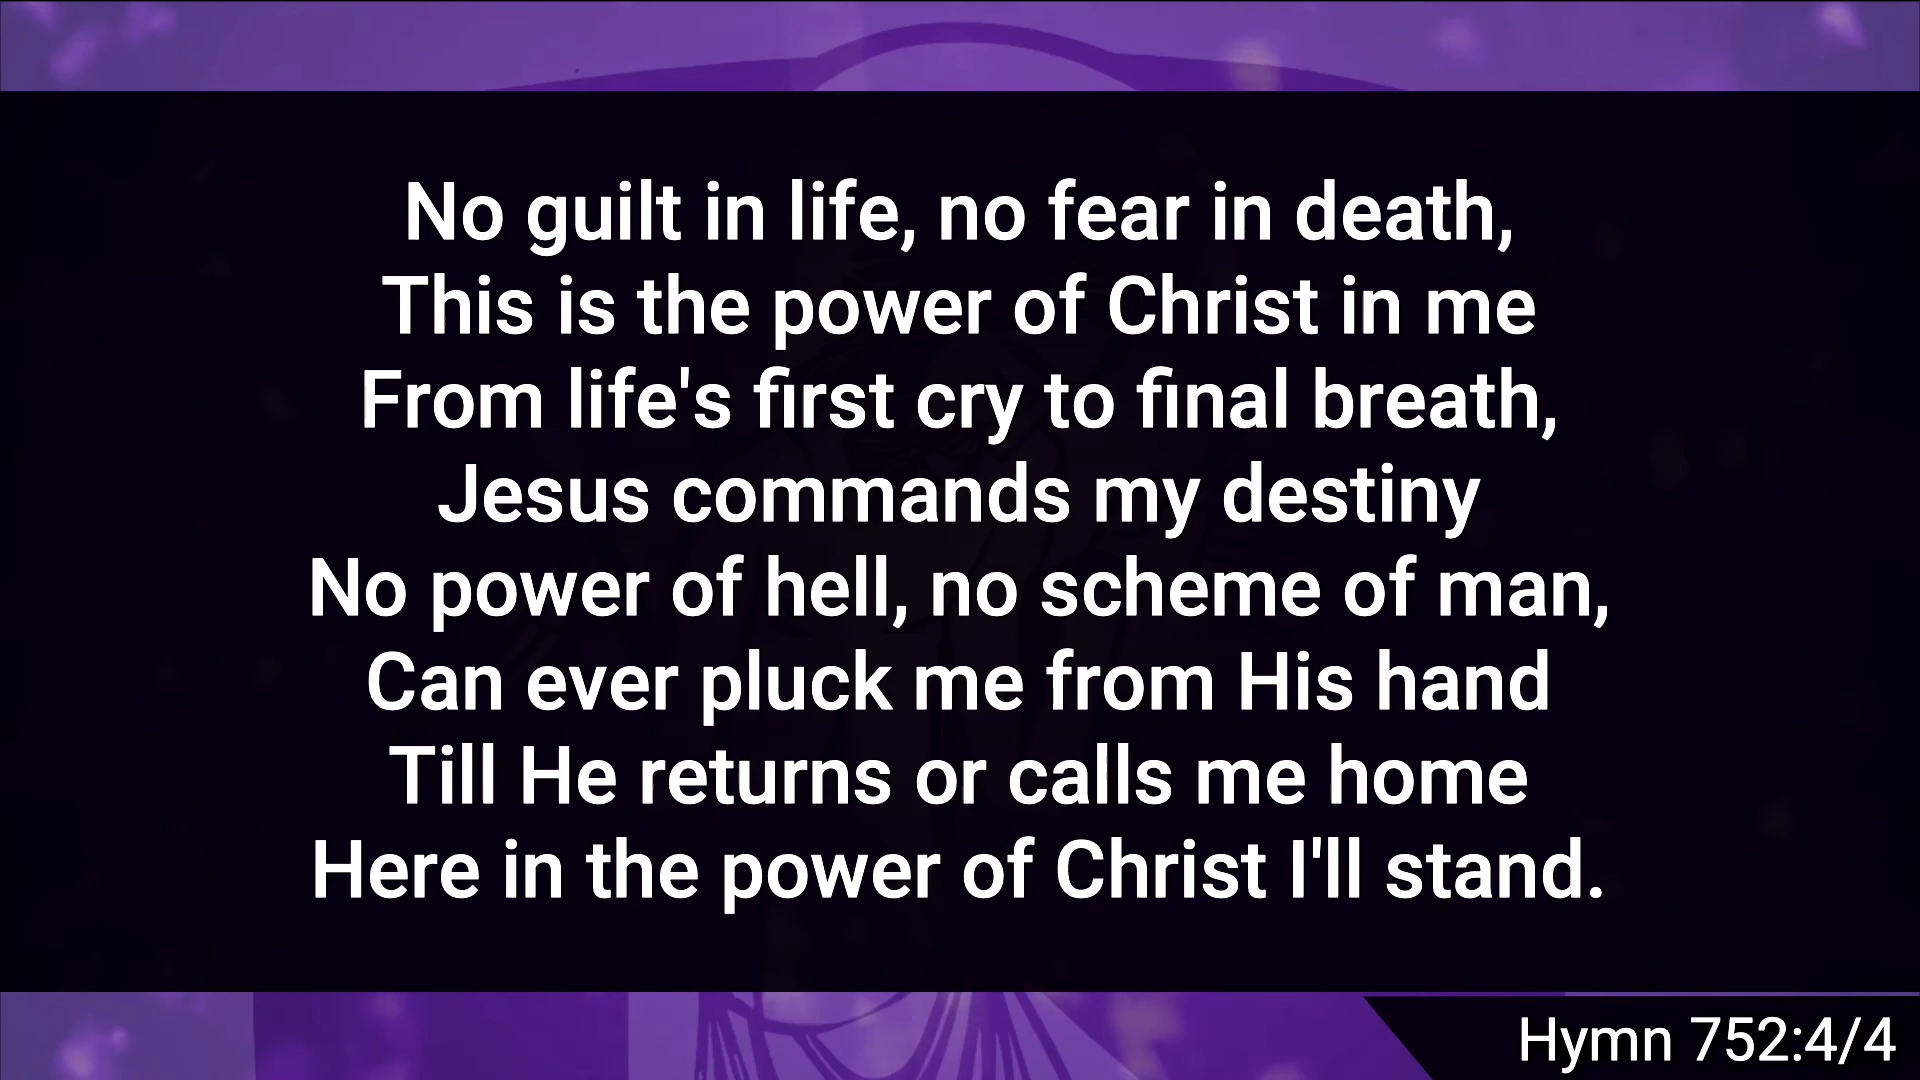 No guilt in life, no fear in death,
This is the power of Christ in me
From life's first cry to final breath,
Jesus commands my destiny
No power of hell, no scheme of man,
Can ever pluck me from His hand
Till He returns or calls me home
Here in the power of Christ I'll stand.
Hymn 752:4/4